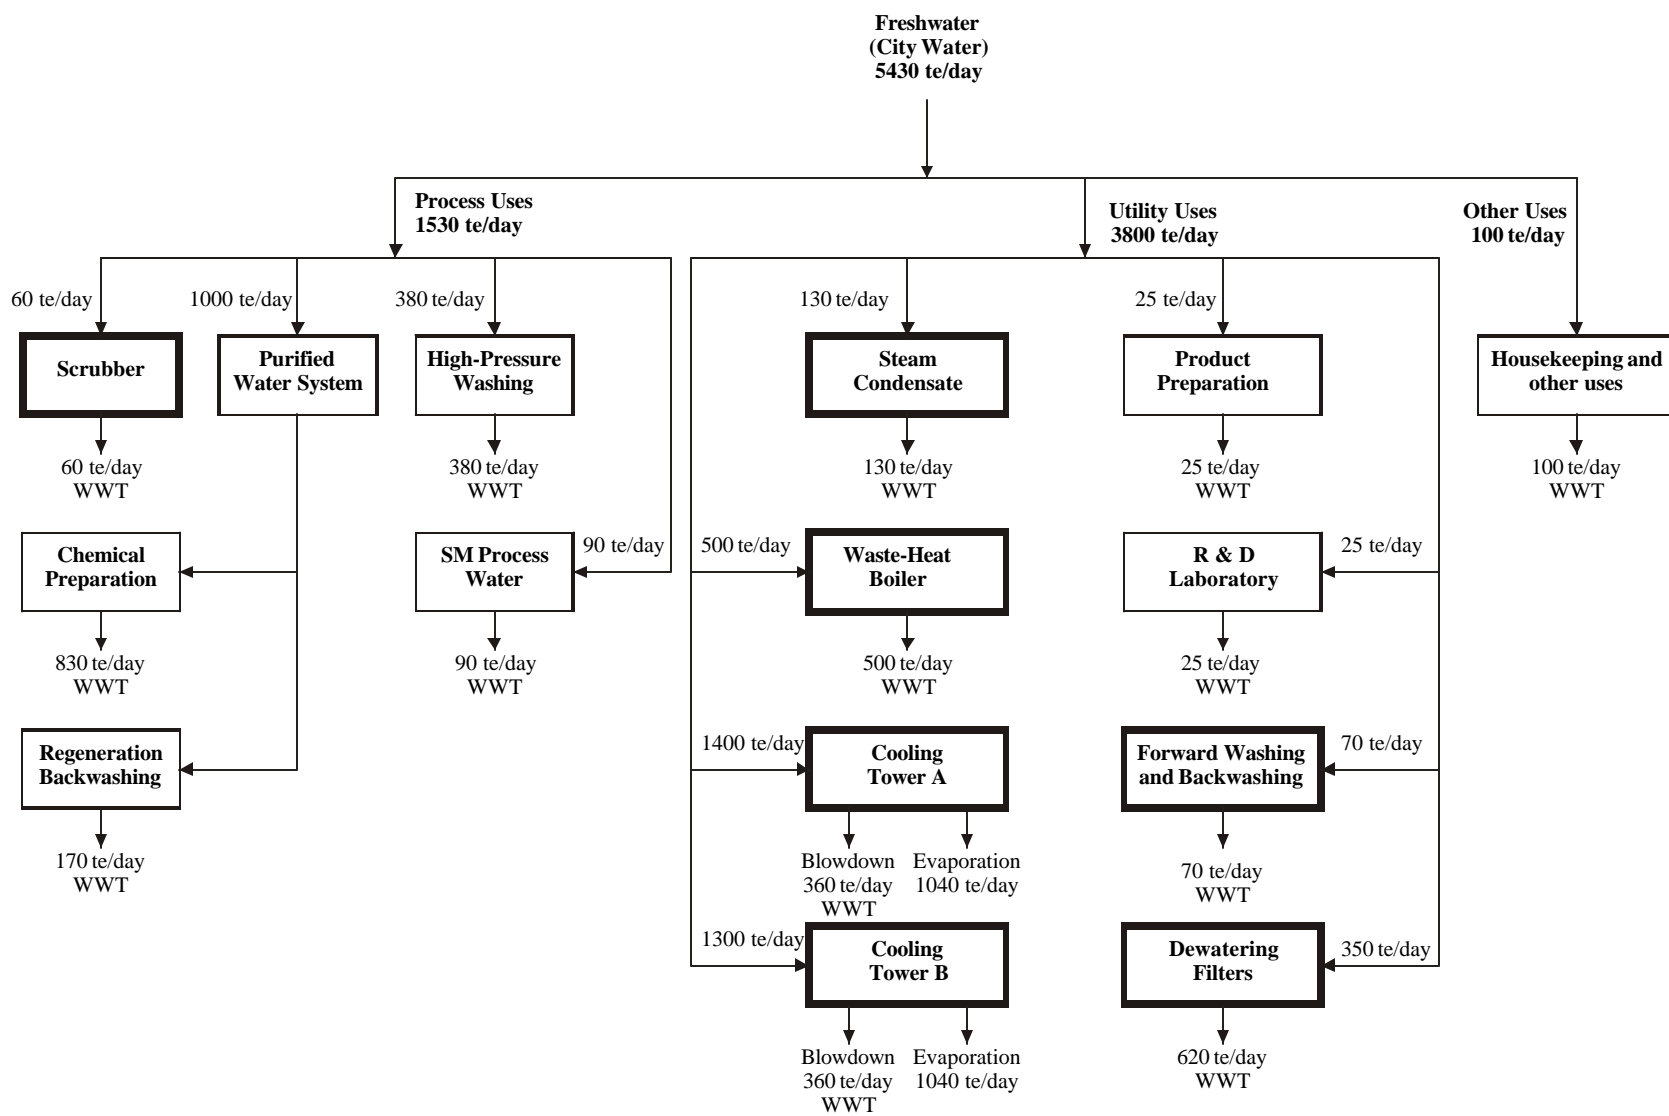 Freshwater
(City Water)
5430 te/day
Process Uses
1530 te/day
Utility Uses
3800 te/day
Other Uses
100 te/day
60 te/day
1000 te/day
380 te/day
130 te/day
25 te/day
Scrubber
Purified
Water System
High-Pressure
Washing
Steam
Condensate
Product
Preparation
Housekeeping and
other uses
60 te/day
WWT
380 te/day
WWT
130 te/day
WWT
25 te/day
WWT
100 te/day
WWT
Chemical
Preparation
SM Process
Water
90 te/day
500 te/day
Waste-Heat
Boiler
R & D
Laboratory
25 te/day
830 te/day
WWT
90 te/day
WWT
500 te/day
WWT
25 te/day
WWT
Regeneration
Backwashing
1400 te/day
Cooling
Tower A
Forward Washing
and Backwashing
70 te/day
170 te/day
WWT
Blowdown
360 te/day
WWT
Evaporation
1040 te/day
70 te/day
WWT
1300 te/day
Cooling
Tower B
Dewatering
Filters
350 te/day
Blowdown
360 te/day
WWT
Evaporation
1040 te/day
620 te/day
WWT